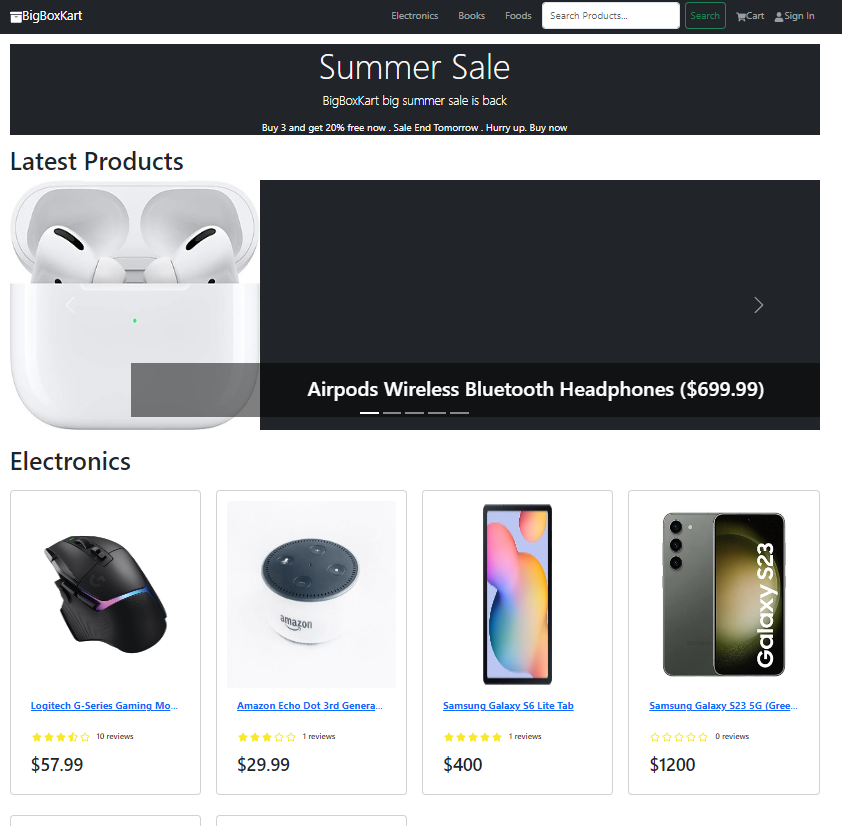 BigBoxKart Electronics Books Foods Search Products... Search Cart Sign In
Summer Sale
BigBoxKart big summer sale is back
Buy 3 and get 20% free now . Sale End Tomorrow . Hurry up. Buy now
Latest Products
Airpods Wireless Bluetooth Headphones ($699.99)
Electronics
amazon
Galaxy S23
Logitech G-Series Gaming Mo...
10 reviews
$57.99
Amazon Echo Dot 3rd Genera...
1 reviews
$29.99
Samsung Galaxy S6 Lite Tab
1 reviews
$400
Samsung Galaxy S23 5G (Gree...
0 reviews
$1200